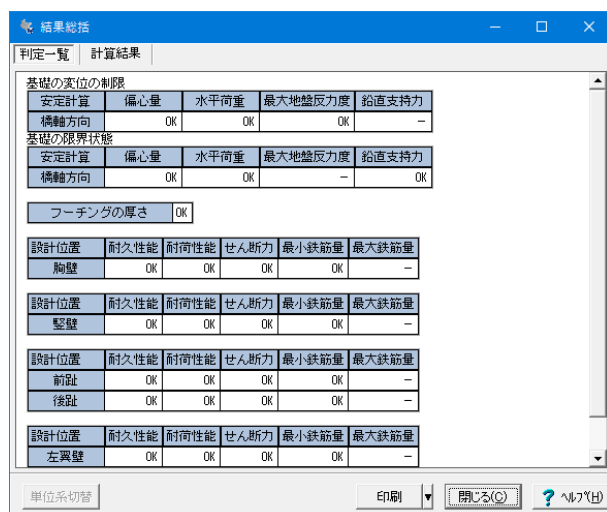 結果総括
判定一覧 計算結果
基礎の変位の制限
安定計算 偏心量 水平荷重 最大地盤反力度 鉛直支持力
橋軸方向 OK OK OK －
基礎の限界状態
安定計算 偏心量 水平荷重 最大地盤反力度 鉛直支持力
橋軸方向 OK OK － OK
フーチングの厚さ OK
設計位置 耐久性能 耐荷性能 せん断力 最小鉄筋量 最大鉄筋量
胸壁 OK OK OK OK －
設計位置 耐久性能 耐荷性能 せん断力 最小鉄筋量 最大鉄筋量
竪壁 OK OK OK OK －
設計位置 耐久性能 耐荷性能 せん断力 最小鉄筋量 最大鉄筋量
前趾 OK OK OK OK －
後趾 OK OK OK OK －
設計位置 耐久性能 耐荷性能 せん断力 最小鉄筋量 最大鉄筋量
左翼壁 OK OK OK OK －
単位系切替 印刷 閉じる(C) ? ﾍﾙﾌﾟ(H)